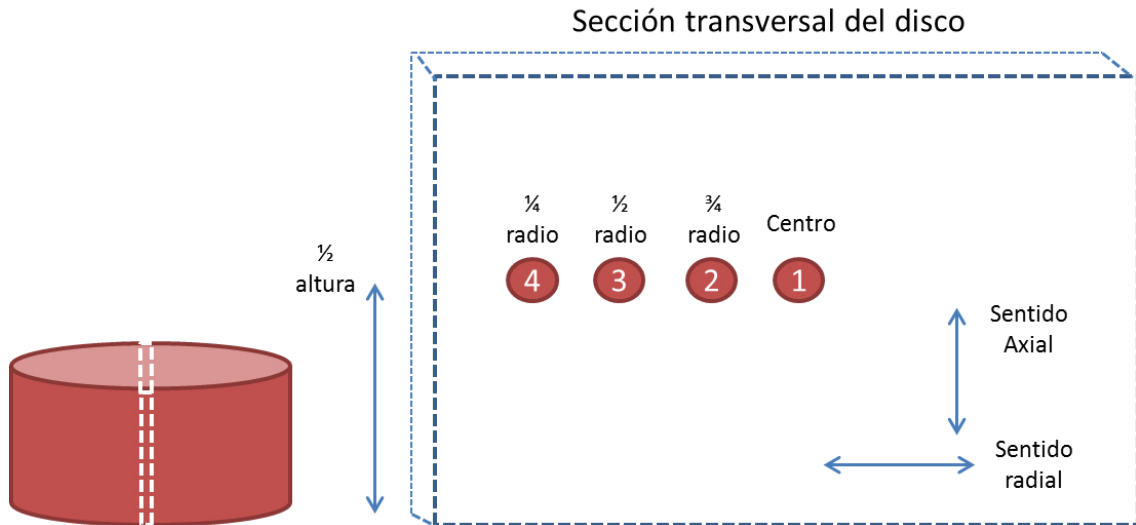 Sección transversal del disco
¼
radio
½
radio
¾
radio
Centro
½
altura
4
3
2
1
Sentido
Axial
Sentido
radial